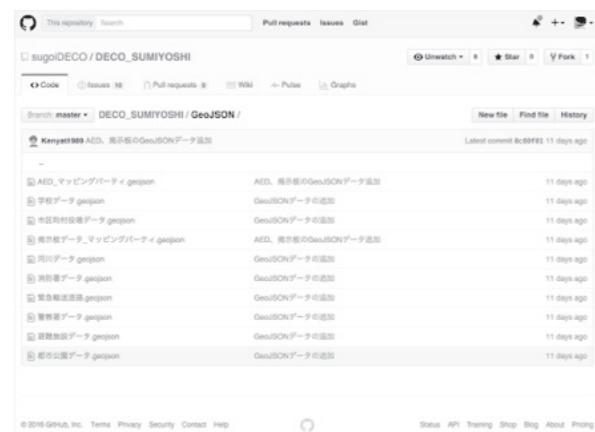 This repository Search Pull requests Issues Gist
sugoiDECO / DECO_SUMIYOSHI Unwatch 8 Star 0 Fork 1
Code Issues 10 Pull requests 0 Wiki Pulse Graphs
Branch: master DECO_SUMIYOSHI / GeoJSON / New file Find file History
Kenyatt1989 AED、掲示板のGeoJSONデータ追加 Latest commit 11 days ago
..
AED_マッピングパーティ.geojson AED、掲示板のGeoJSONデータ追加 11 days ago
学校データ.geojson GeoJSONデータの追加 11 days ago
市区町村役場データ.geojson GeoJSONデータの追加 11 days ago
掲示板データ_マッピングパーティ.geojson AED、掲示板のGeoJSONデータ追加 11 days ago
河川データ.geojson GeoJSONデータの追加 11 days ago
消防署データ.geojson GeoJSONデータの追加 11 days ago
緊急輸送道路.geojson GeoJSONデータの追加 11 days ago
警察署データ.geojson GeoJSONデータの追加 11 days ago
避難施設データ.geojson GeoJSONデータの追加 11 days ago
都市公園データ.geojson GeoJSONデータの追加 11 days ago
© 2016 GitHub, Inc. Terms Privacy Security Contact Help Status API Training Shop Blog About Pricing